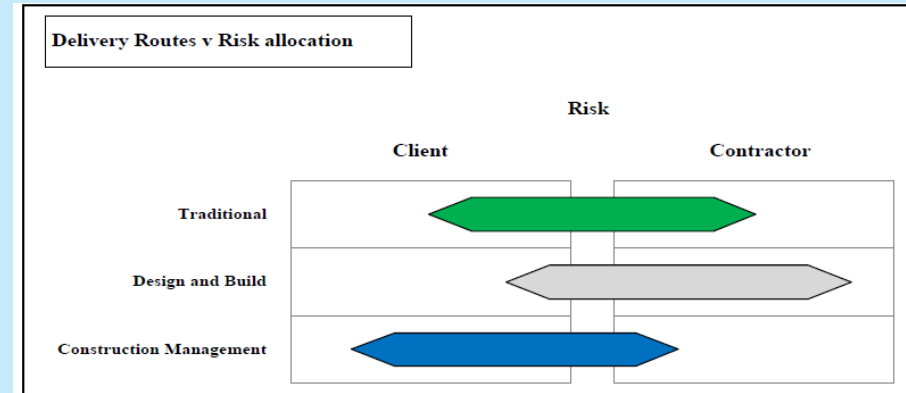 Delivery Routes v Risk allocation
Risk
Client Contractor
Traditional
Design and Build
Construction Management